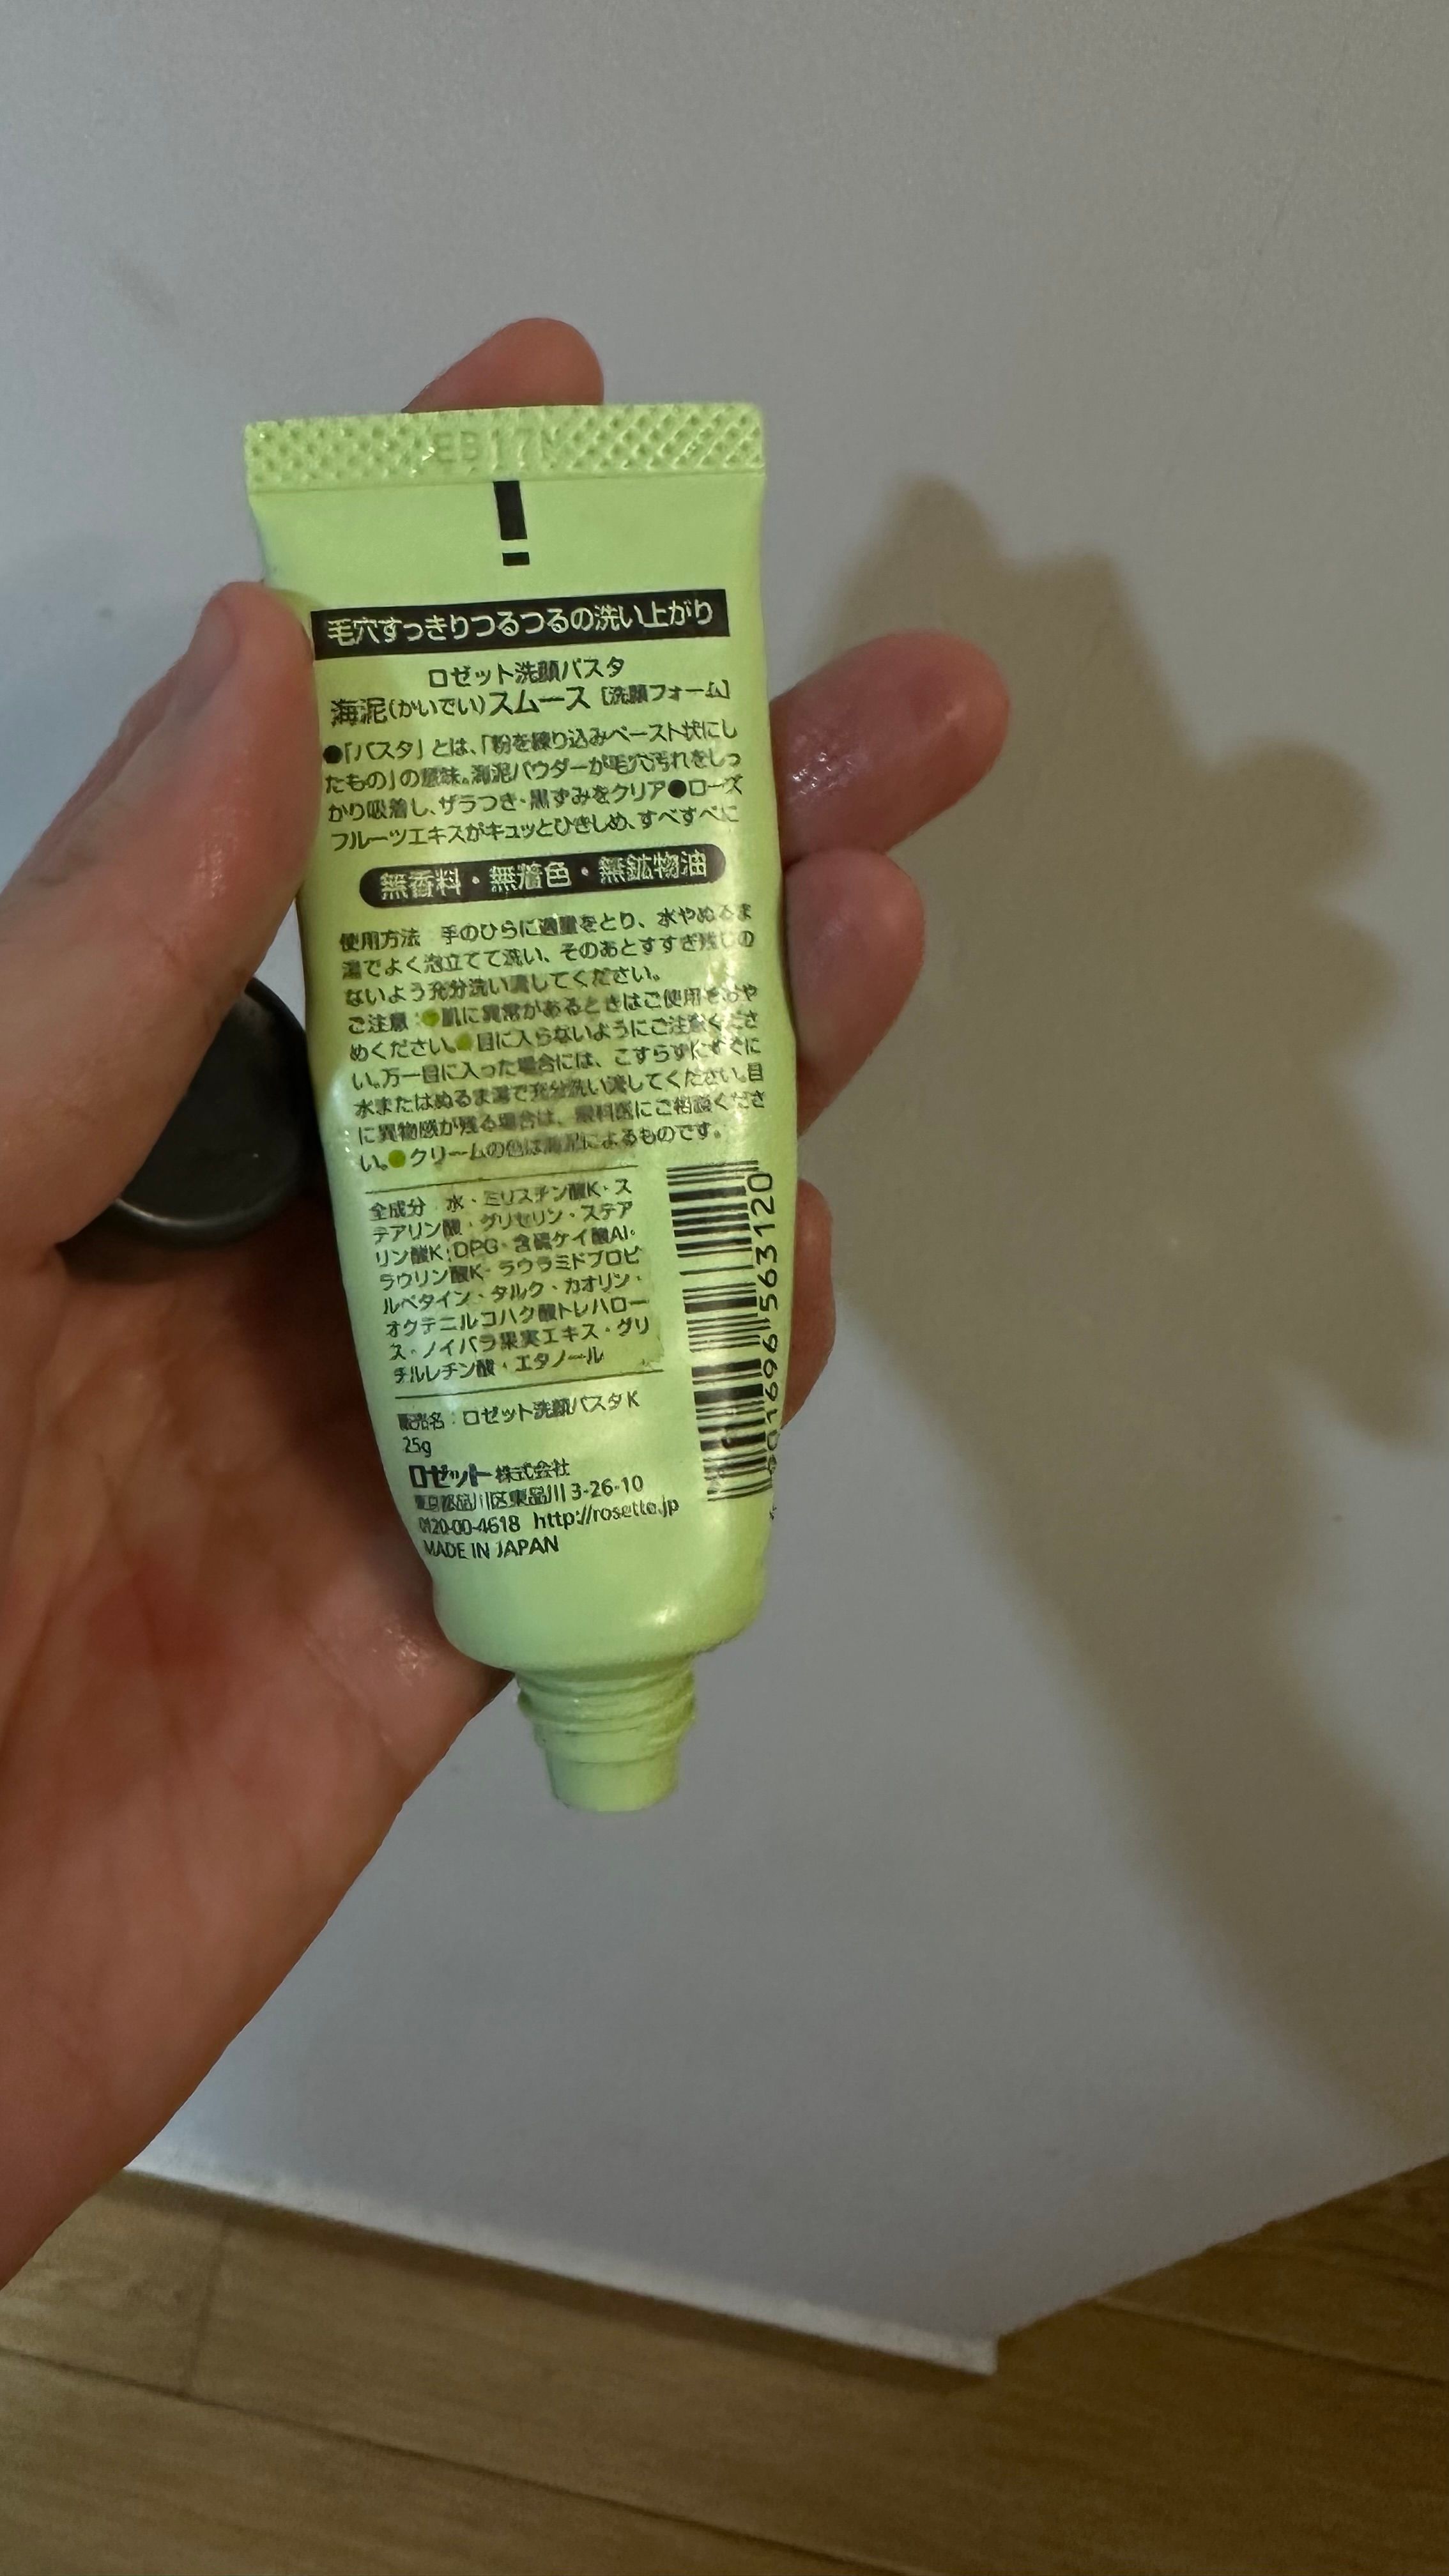 EB17N
毛穴すっきりつるつるの洗い上がり
ロゼット洗顔パスタ
海泥(かいでい)スムース [洗顔フォーム]
●「パスタ」とは、「粉を練り込みペースト状にし
たもの」の意味。海泥パウダーが毛穴汚れをしっ
かり吸着し、ザラつき・黒ずみをクリア●ローズ
フルーツエキスがキュッとひきしめ、すべすべに
無香料・無着色・無鉱物油
使用方法 手のひらに適量をとり、水やぬるま
湯でよく泡立てて洗い、そのあとすすぎ残しの
ないよう充分洗い流してください。
ご注意:●肌に異常があるときはご使用をおや
めください。●目に入らないようにご注意くださ
い。万一目に入った場合には、こすらずにすぐに
水またはぬるま湯で充分洗い流してください。目
に異物感が残る場合は、眼科医にご相談くださ
い。●クリームの色は海泥によるものです。
全成分 水・ミリスチン酸K・ス
テアリン酸・グリセリン・ステア
リン酸K・DPG・含硫ケイ酸Al・
ラウリン酸K・ラウラミドプロピ
ルベタイン・タルク・カオリン・
オクテニルコハク酸トレハロー
ス・ノイバラ果実エキス・グリ
チルレチン酸・エタノール
販売名:ロゼット洗顔パスタK
25g
ロゼット株式会社
東京都品川区東品川3-26-10
0120-00-4618 http://rosette.jp
MADE IN JAPAN
901696 563120